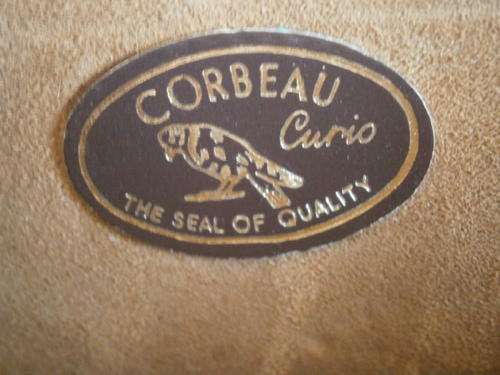 CORBEAU
Curio
THE SEAL OF QUALITY